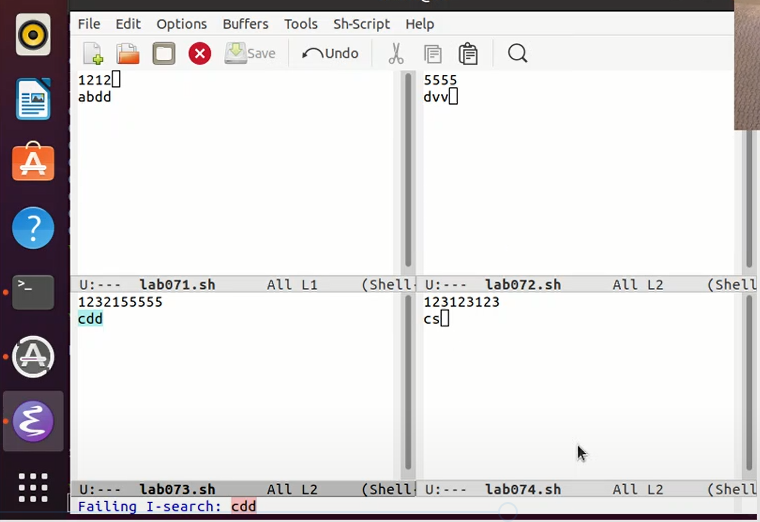 File Edit Options Buffers Tools Sh-Script Help
Save Undo
1212
abdd
U:--- lab071.sh All L1 (Shell-
5555
dvv
U:--- lab072.sh All L2 (Shell
1232155555
cdd
U:--- lab073.sh All L2 (Shell-
123123123
cs
U:--- lab074.sh All L2 (Shell
Failing I-search: cdd